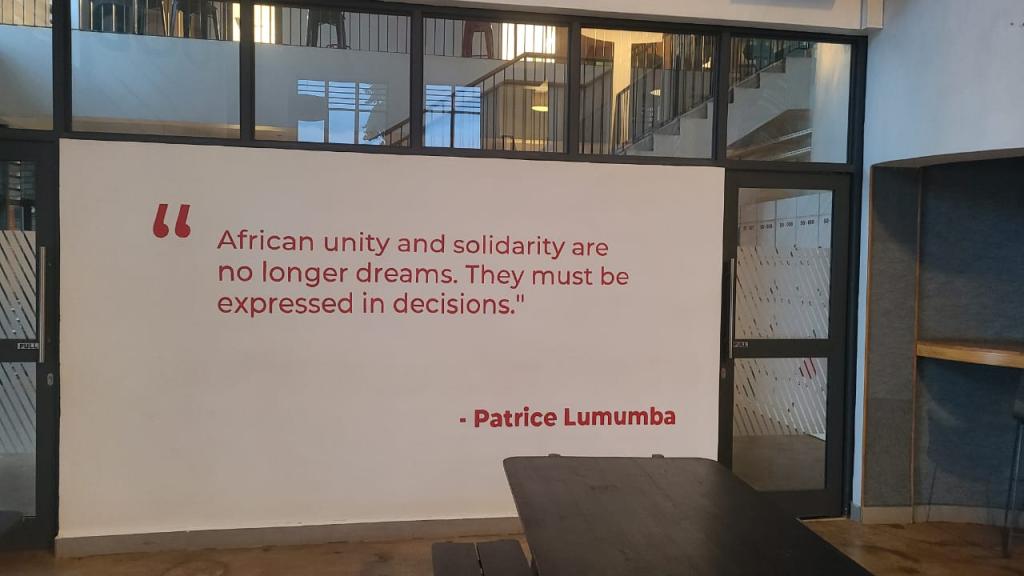 “ African unity and solidarity are
no longer dreams. They must be
expressed in decisions."
- Patrice Lumumba
PULL
PULL